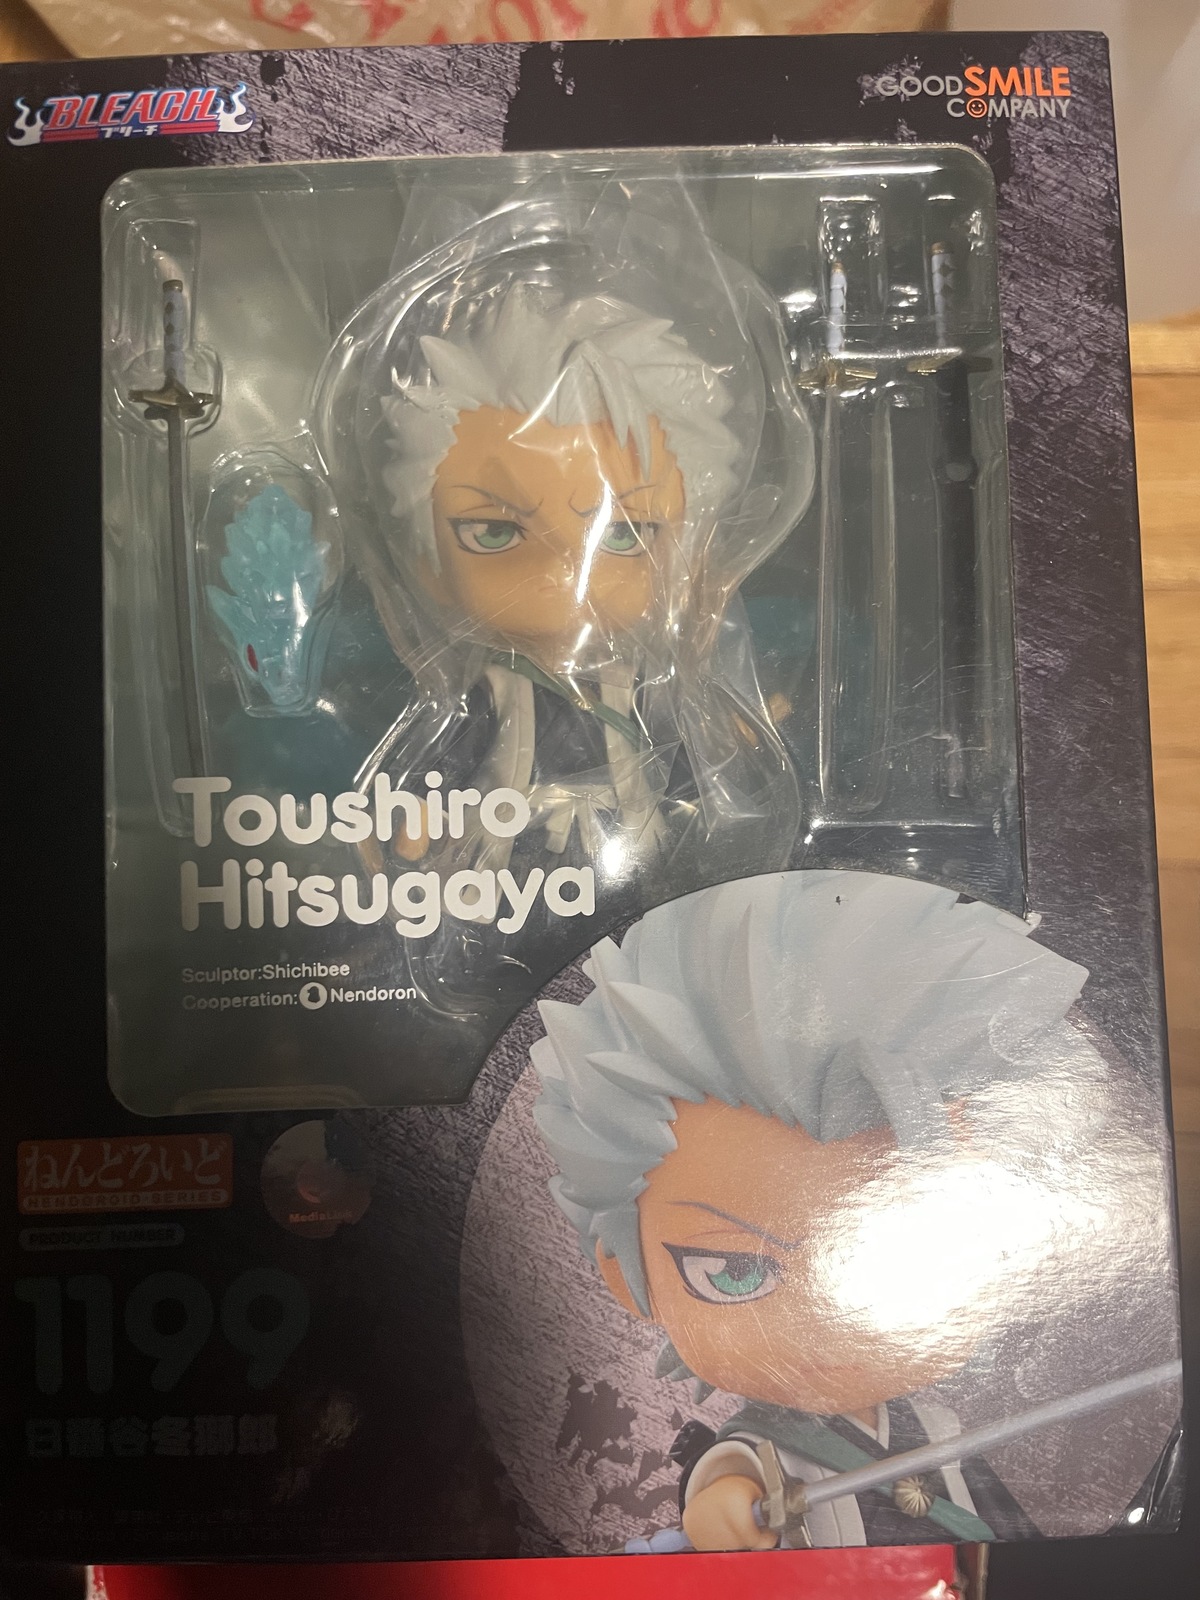 BLEACH
ブリーチ
GOOD SMILE
COMPANY
Toushiro
Hitsugaya
Sculptor:Shichibee
Cooperation: Nendoron
ねんどろいど
NENDOROID-SERIES
MediaLink
PRODUCT NUMBER
1199
日番谷冬獅郎